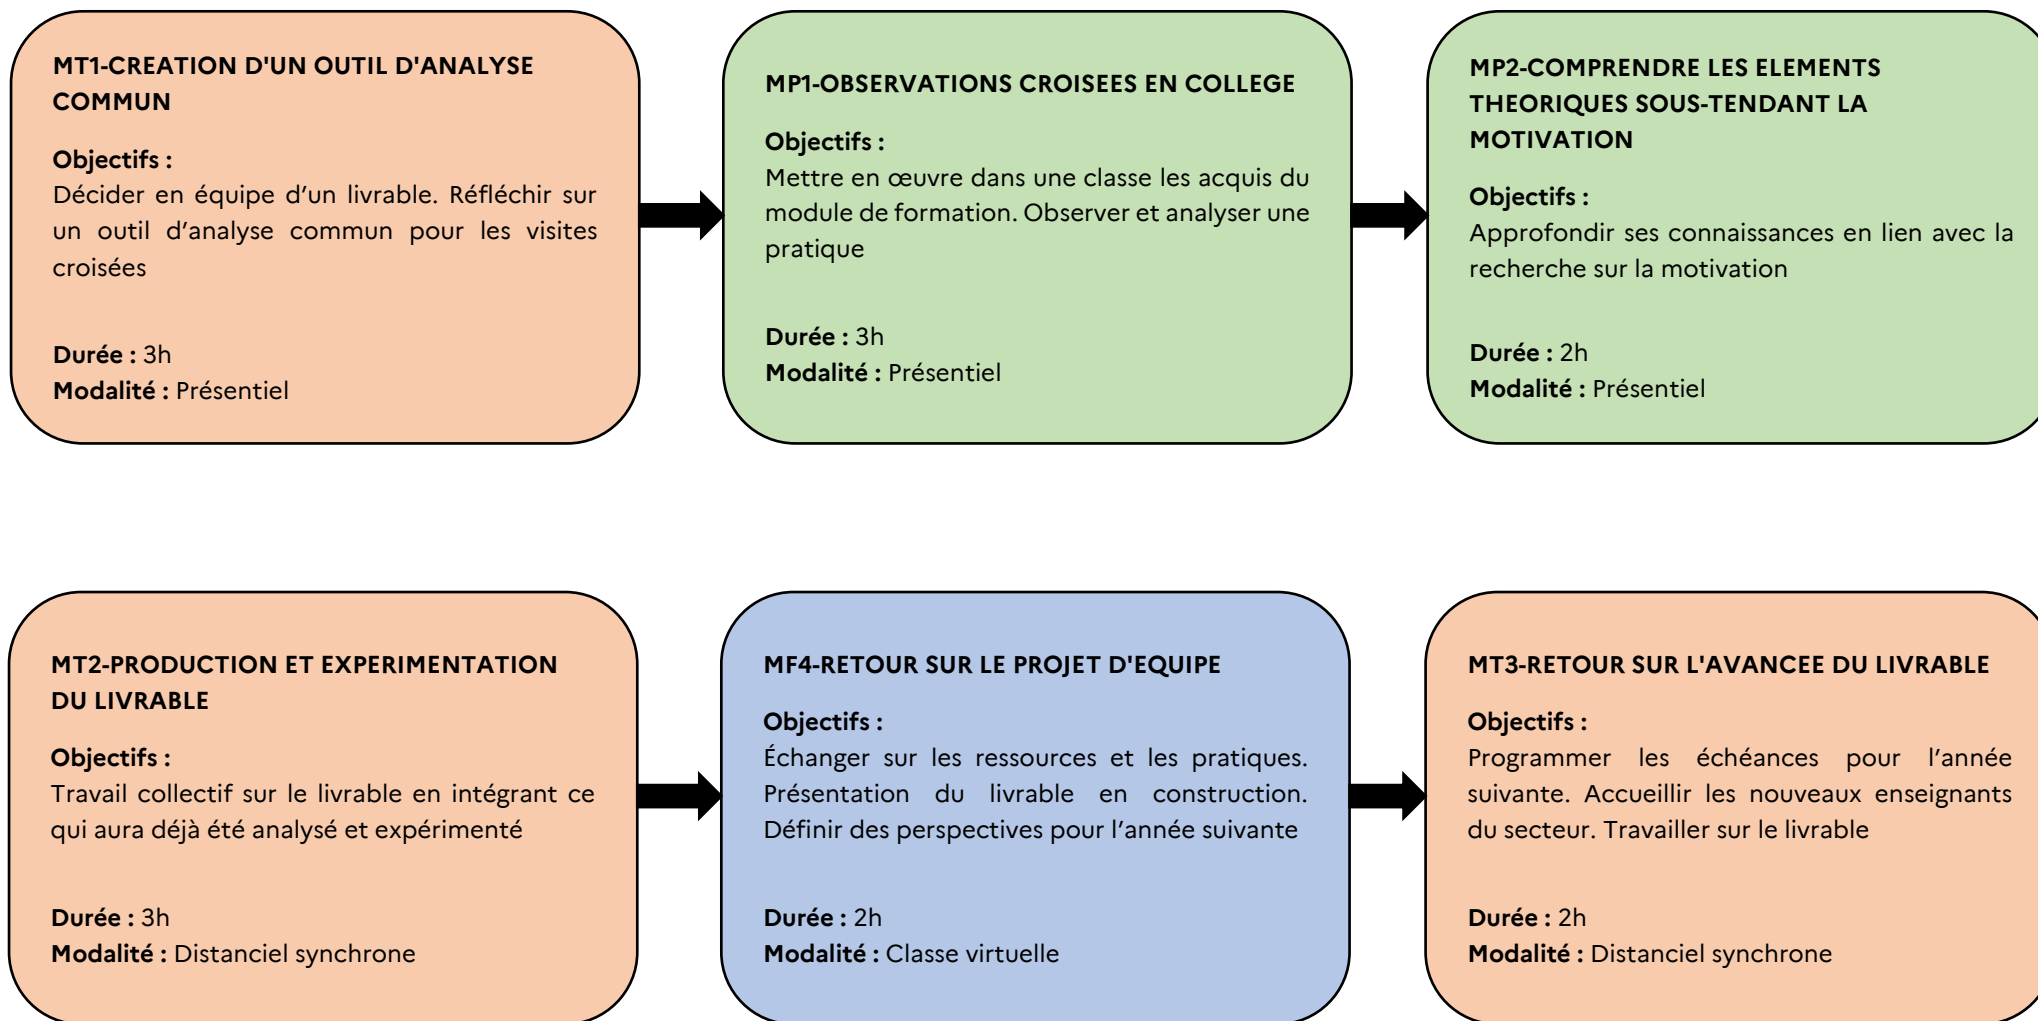 MT1-CREATION D'UN OUTIL D'ANALYSE
COMMUN
Objectifs :
Décider en équipe d’un livrable. Réfléchir sur
un outil d’analyse commun pour les visites
croisées
Durée : 3h
Modalité : Présentiel
MP1-OBSERVATIONS CROISEES EN COLLEGE
Objectifs :
Mettre en œuvre dans une classe les acquis du
module de formation. Observer et analyser une
pratique
Durée : 3h
Modalité : Présentiel
MP2-COMPRENDRE LES ELEMENTS
THEORIQUES SOUS-TENDANT LA
MOTIVATION
Objectifs :
Approfondir ses connaissances en lien avec la
recherche sur la motivation
Durée : 2h
Modalité : Présentiel
MT2-PRODUCTION ET EXPERIMENTATION
DU LIVRABLE
Objectifs :
Travail collectif sur le livrable en intégrant ce
qui aura déjà été analysé et expérimenté
Durée : 3h
Modalité : Distanciel synchrone
MF4-RETOUR SUR LE PROJET D'EQUIPE
Objectifs :
Échanger sur les ressources et les pratiques.
Présentation du livrable en construction.
Définir des perspectives pour l’année suivante
Durée : 2h
Modalité : Classe virtuelle
MT3-RETOUR SUR L'AVANCEE DU LIVRABLE
Objectifs :
Programmer les échéances pour l’année
suivante. Accueillir les nouveaux enseignants
du secteur. Travailler sur le livrable
Durée : 2h
Modalité : Distanciel synchrone